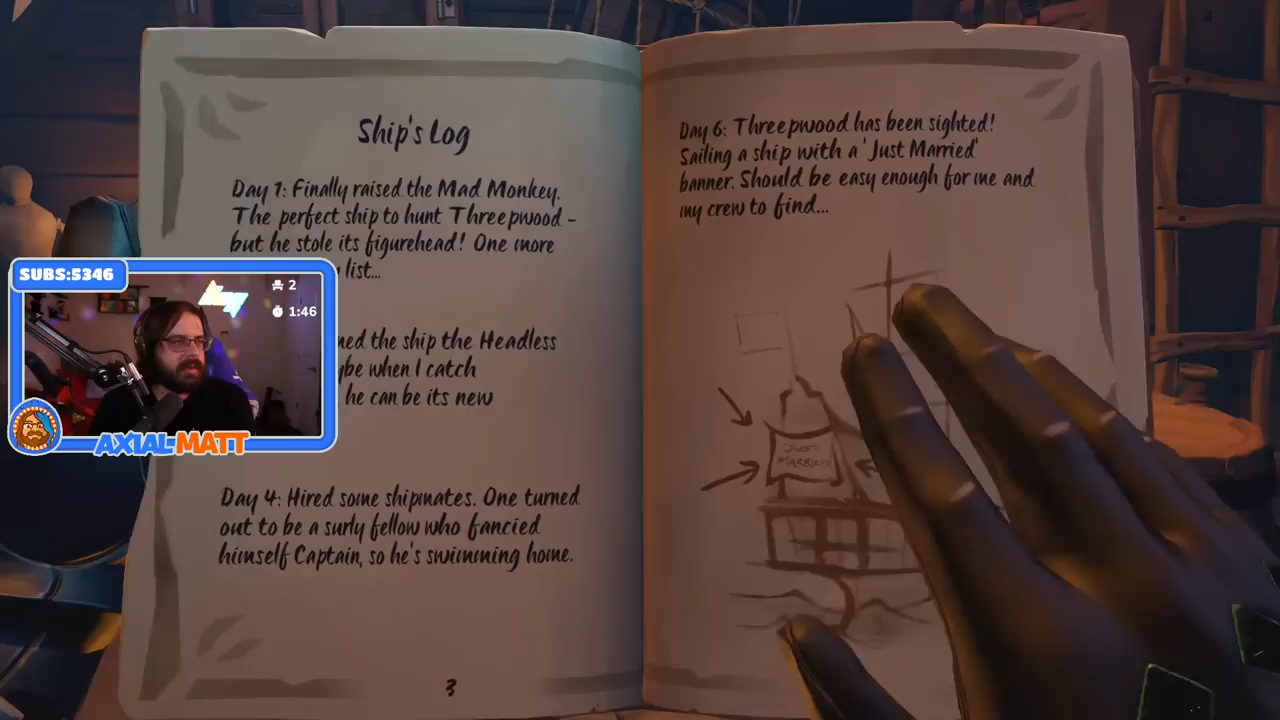 Ship's Log
Day 1: Finally raised the Mad Monkey.
The perfect ship to hunt Threepwood -
but he stole its figurehead! One more
list...
the ship the Headless
when I catch
he can be its new
Day 4: Hired some shipmates. One turned
out to be a surly fellow who fancied
himself Captain, so he's swimming home.
3
Day 6: Threepwood has been sighted!
Sailing a ship with a 'Just Married'
banner. Should be easy enough for me and
my crew to find...
JUST
MARRIED
SUBS:5346
2
1:46
AXIAL MATT